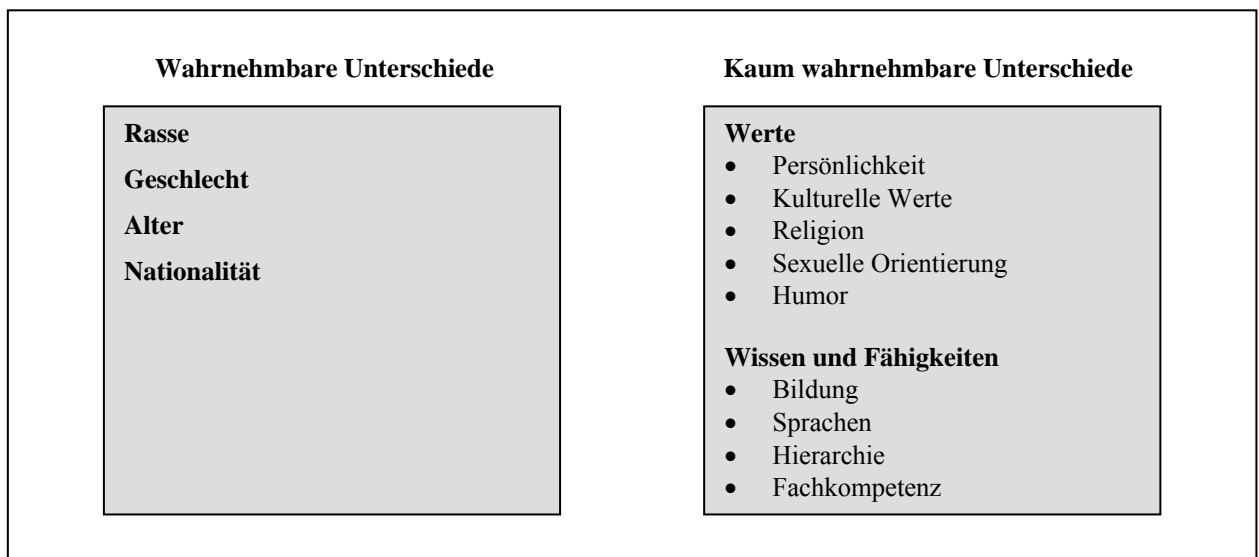 Wahrnehmbare Unterschiede
Rasse
Geschlecht
Alter
Nationalität
Kaum wahrnehmbare Unterschiede
Werte
• Persönlichkeit
• Kulturelle Werte
• Religion
• Sexuelle Orientierung
• Humor
Wissen und Fähigkeiten
• Bildung
• Sprachen
• Hierarchie
• Fachkompetenz